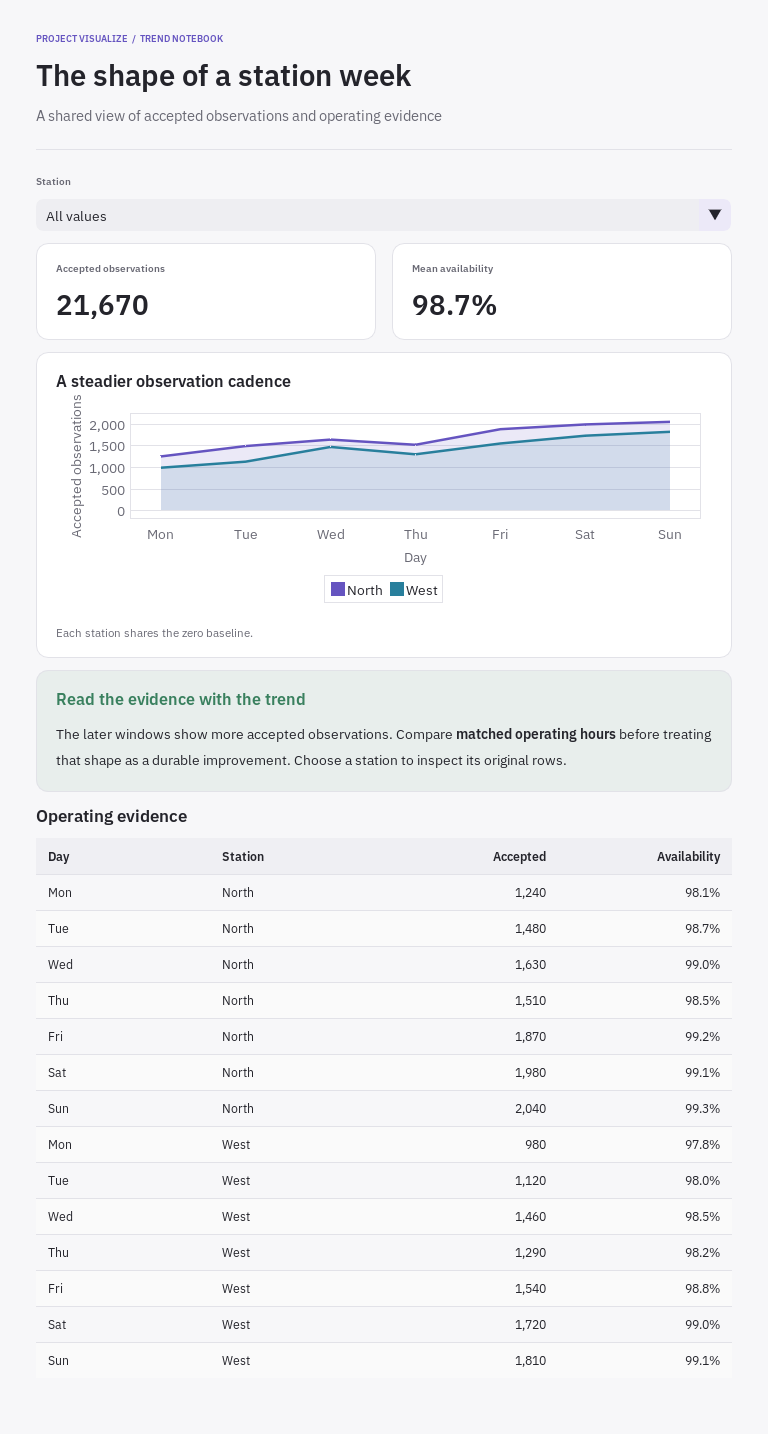 PROJECT VISUALIZE / TREND NOTEBOOK
The shape of a station week
A shared view of accepted observations and operating evidence
Station
All values
Accepted observations
21,670
Mean availability
98.7%
A steadier observation cadence
Accepted observations
2,000
1,500
1,000
500
0
Mon Tue Wed Thu Fri Sat Sun
Day
North West
Each station shares the zero baseline.
Read the evidence with the trend
The later windows show more accepted observations. Compare matched operating hours before treating
that shape as a durable improvement. Choose a station to inspect its original rows.
Operating evidence
Day Station Accepted Availability
Mon North 1,240 98.1%
Tue North 1,480 98.7%
Wed North 1,630 99.0%
Thu North 1,510 98.5%
Fri North 1,870 99.2%
Sat North 1,980 99.1%
Sun North 2,040 99.3%
Mon West 980 97.8%
Tue West 1,120 98.0%
Wed West 1,460 98.5%
Thu West 1,290 98.2%
Fri West 1,540 98.8%
Sat West 1,720 99.0%
Sun West 1,810 99.1%